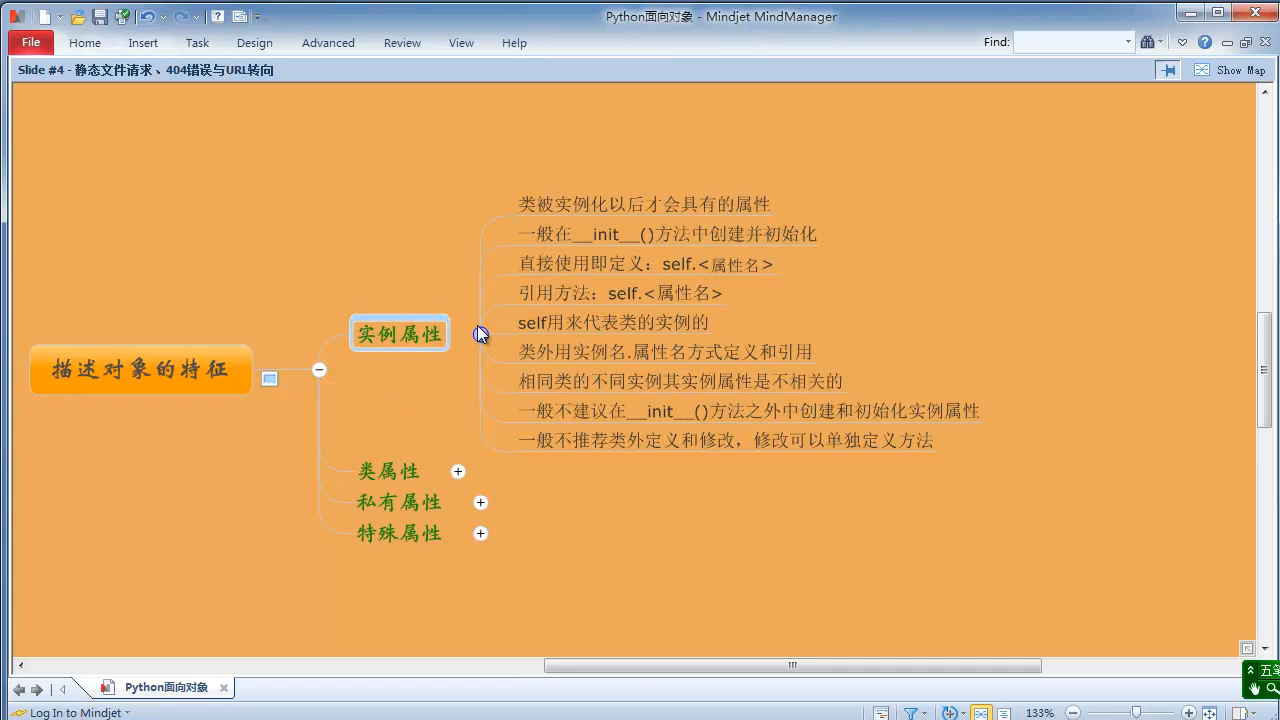 Python面向对象 - Mindjet MindManager
File Home Insert Task Design Advanced Review View Help Find:
Slide #4 - 静态文件请求、404错误与URL转向 Show Map
类被实例化以后才会具有的属性
一般在__init__()方法中创建并初始化
直接使用即定义：self.<属性名>
引用方法：self.<属性名>
self用来代表类的实例的
类外用实例名.属性名方式定义和引用
相同类的不同实例其实例属性是不相关的
一般不建议在__init__()方法之外中创建和初始化实例属性
一般不推荐类外定义和修改，修改可以单独定义方法
实例属性
描述对象的特征
类属性
私有属性
特殊属性
五笔
Python面向对象
Log In to Mindjet 133%